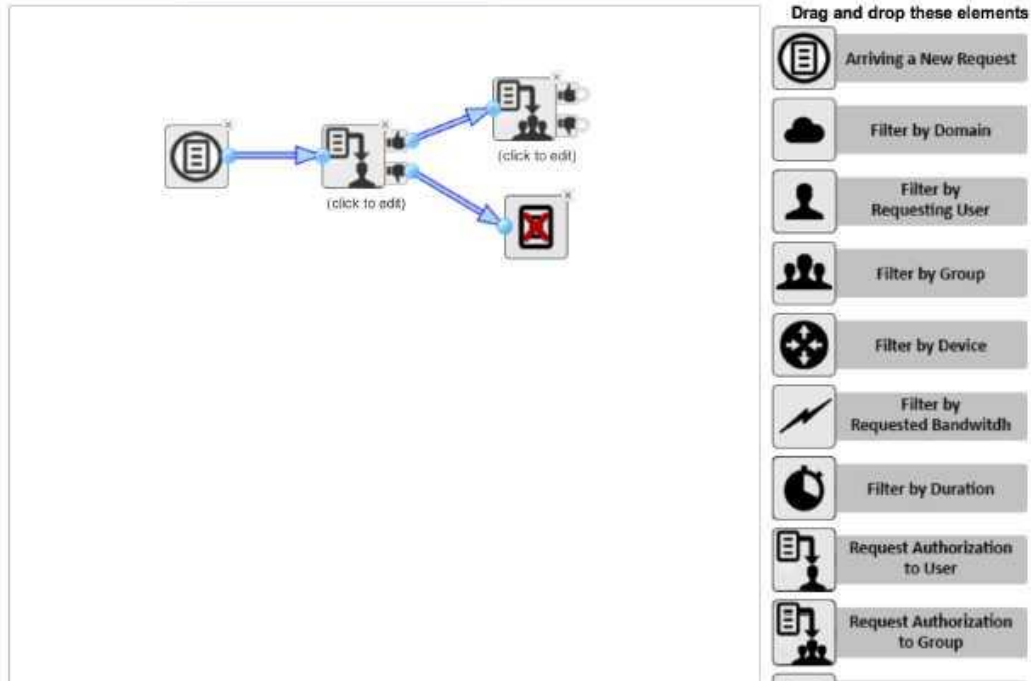 Drag and drop these elements
Arriving a New Request
Filter by Domain
Filter by
Requesting User
Filter by Group
Filter by Device
Filter by
Requested Bandwitdh
Filter by Duration
Request Authorization
to User
Request Authorization
to Group
(click to edit)
(click to edit)